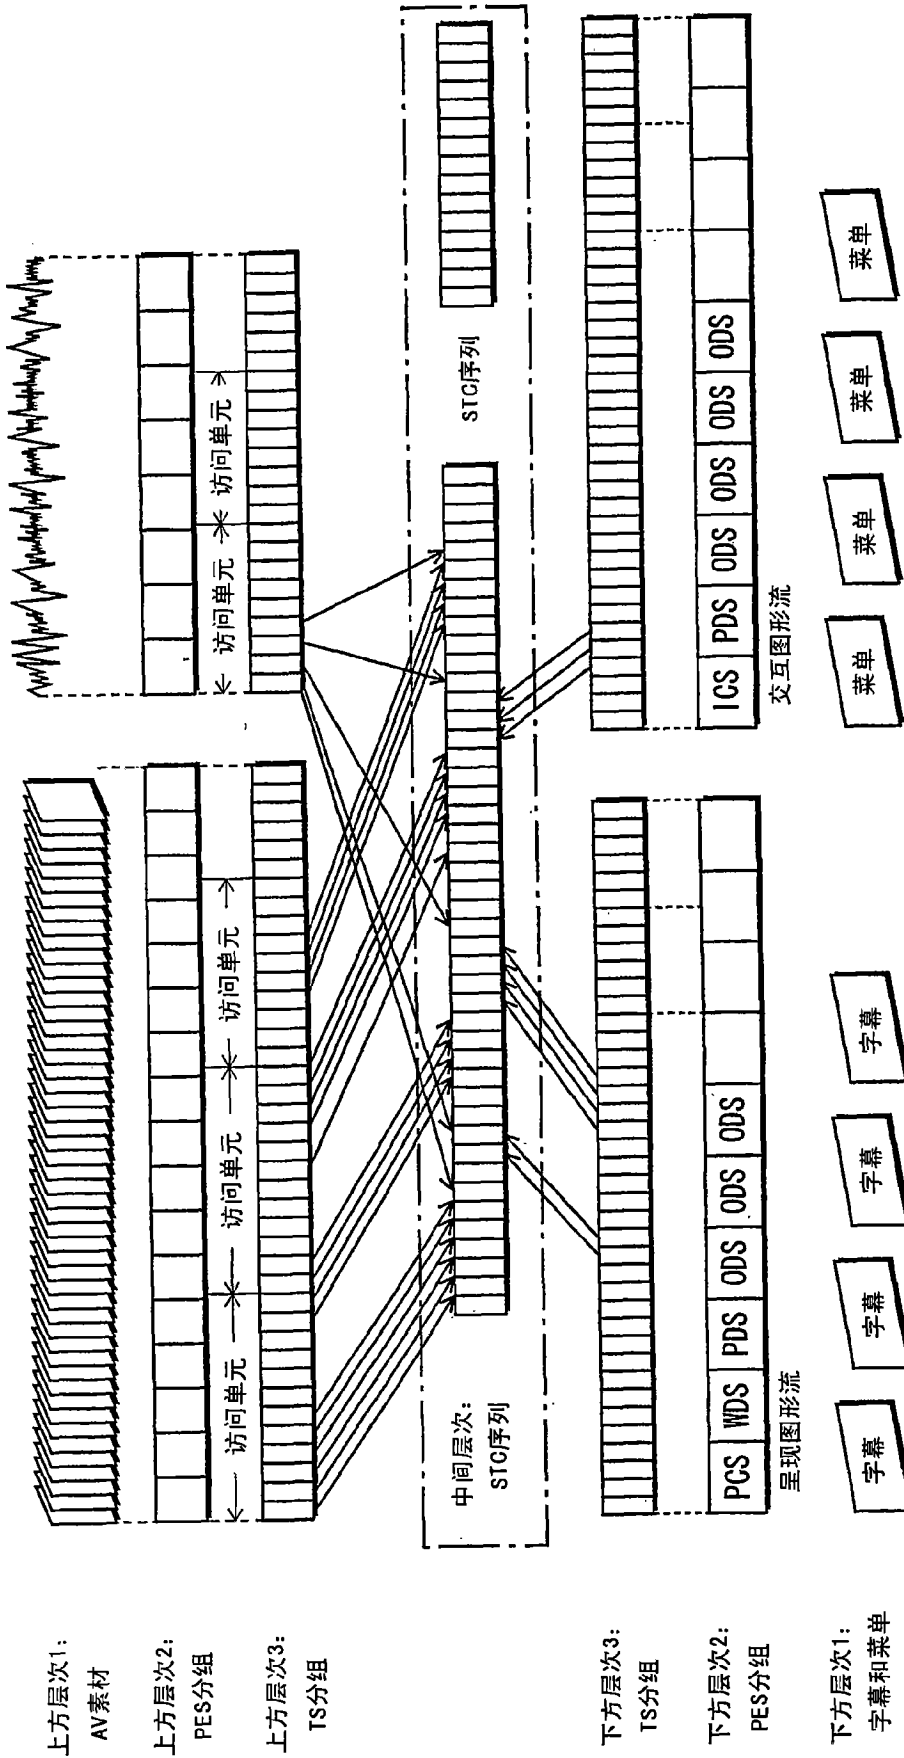 上方层次1:
AV素材
上方层次2:
PES分组
访问单元 访问单元 访问单元 访问单元 访问单元
上方层次3:
TS分组
中间层次:
STC序列
STC序列
下方层次3:
TS分组
下方层次2:
PES分组
PCS WDS PDS ODS ODS ODS
ICS PDS ODS ODS ODS ODS
呈现图形流
交互图形流
下方层次1:
字幕和菜单
字幕 字幕 字幕 字幕 菜单 菜单 菜单 菜单